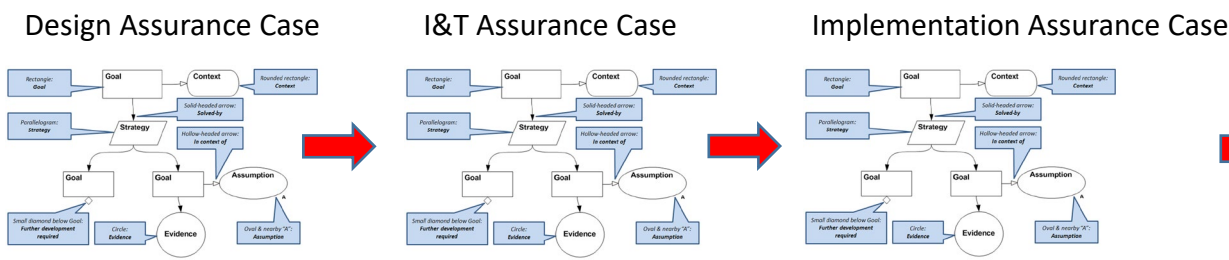 Design Assurance Case
I&T Assurance Case
Implementation Assurance Case
Rectangle:
Goal
Goal
Context
Rounded rectangle:
Context
Solid-headed arrow:
Solved-by
Parallelogram:
Strategy
Strategy
Hollow-headed arrow:
In context of
Goal
Goal
Assumption
A
Small diamond below Goal:
Further development
required
Circle:
Evidence
Evidence
Oval & nearby "A":
Assumption
Rectangle:
Goal
Goal
Context
Rounded rectangle:
Context
Solid-headed arrow:
Solved-by
Parallelogram:
Strategy
Strategy
Hollow-headed arrow:
In context of
Goal
Goal
Assumption
A
Small diamond below Goal:
Further development
required
Circle:
Evidence
Evidence
Oval & nearby "A":
Assumption
Rectangle:
Goal
Goal
Context
Rounded rectangle:
Context
Solid-headed arrow:
Solved-by
Parallelogram:
Strategy
Strategy
Hollow-headed arrow:
In context of
Goal
Goal
Assumption
A
Small diamond below Goal:
Further development
required
Circle:
Evidence
Evidence
Oval & nearby "A":
Assumption